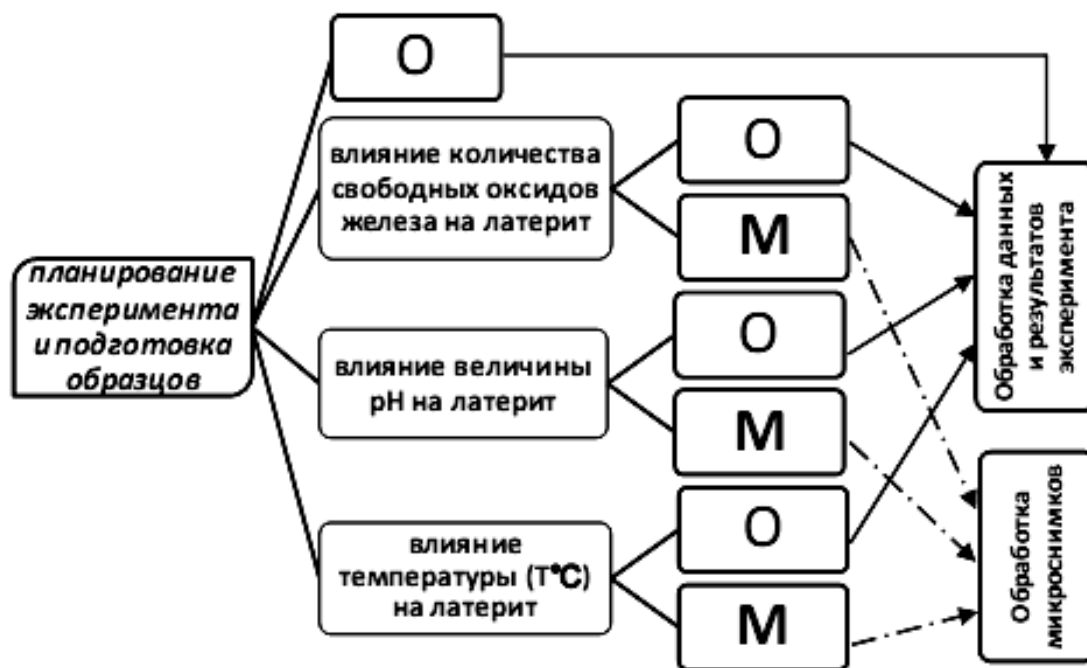 планирование
эксперимента
и подготовка
образцов
О
влияние количества
свободных оксидов
железа на латерит
О
М
влияние величины
pH на латерит
О
М
влияние
температуры (T°C)
на латерит
О
М
Обработка данных
и результатов
эксперимента
Обработка
микроснимков